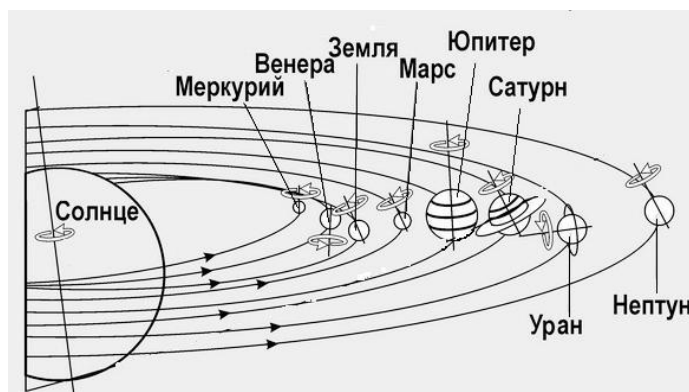 Меркурий
Венера
Земля
Марс
Юпитер
Сатурн
Солнце
Уран
Нептун